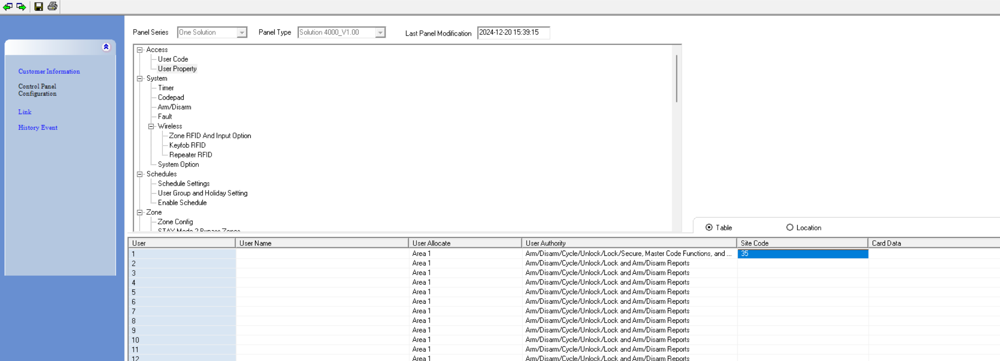 Panel Series One Solution Panel Type Solution 4000_V1.00 Last Panel Modification 2024-12-20 15:39:15
Customer Information
Control Panel
Configuration
Link
History Event
Access
User Code
User Property
System
Timer
Codepad
Arm/Disarm
Fault
Wireless
Zone RFID And Input Option
Keyfob RFID
Repeater RFID
System Option
Schedules
Schedule Settings
User Group and Holiday Setting
Enable Schedule
Zone
Zone Config
STAY Mode 2 Bypass Zones
Table Location
User User Name User Allocate User Authority Site Code Card Data
1 Area 1 Arm/Disarm/Cycle/Unlock/Lock/Secure, Master Code Functions, and ... 35
2 Area 1 Arm/Disarm/Cycle/Unlock/Lock and Arm/Disarm Reports
3 Area 1 Arm/Disarm/Cycle/Unlock/Lock and Arm/Disarm Reports
4 Area 1 Arm/Disarm/Cycle/Unlock/Lock and Arm/Disarm Reports
5 Area 1 Arm/Disarm/Cycle/Unlock/Lock and Arm/Disarm Reports
6 Area 1 Arm/Disarm/Cycle/Unlock/Lock and Arm/Disarm Reports
7 Area 1 Arm/Disarm/Cycle/Unlock/Lock and Arm/Disarm Reports
8 Area 1 Arm/Disarm/Cycle/Unlock/Lock and Arm/Disarm Reports
9 Area 1 Arm/Disarm/Cycle/Unlock/Lock and Arm/Disarm Reports
10 Area 1 Arm/Disarm/Cycle/Unlock/Lock and Arm/Disarm Reports
11 Area 1 Arm/Disarm/Cycle/Unlock/Lock and Arm/Disarm Reports
12 Area 1 Arm/Disarm/Cycle/Unlock/Lock and Arm/Disarm Reports